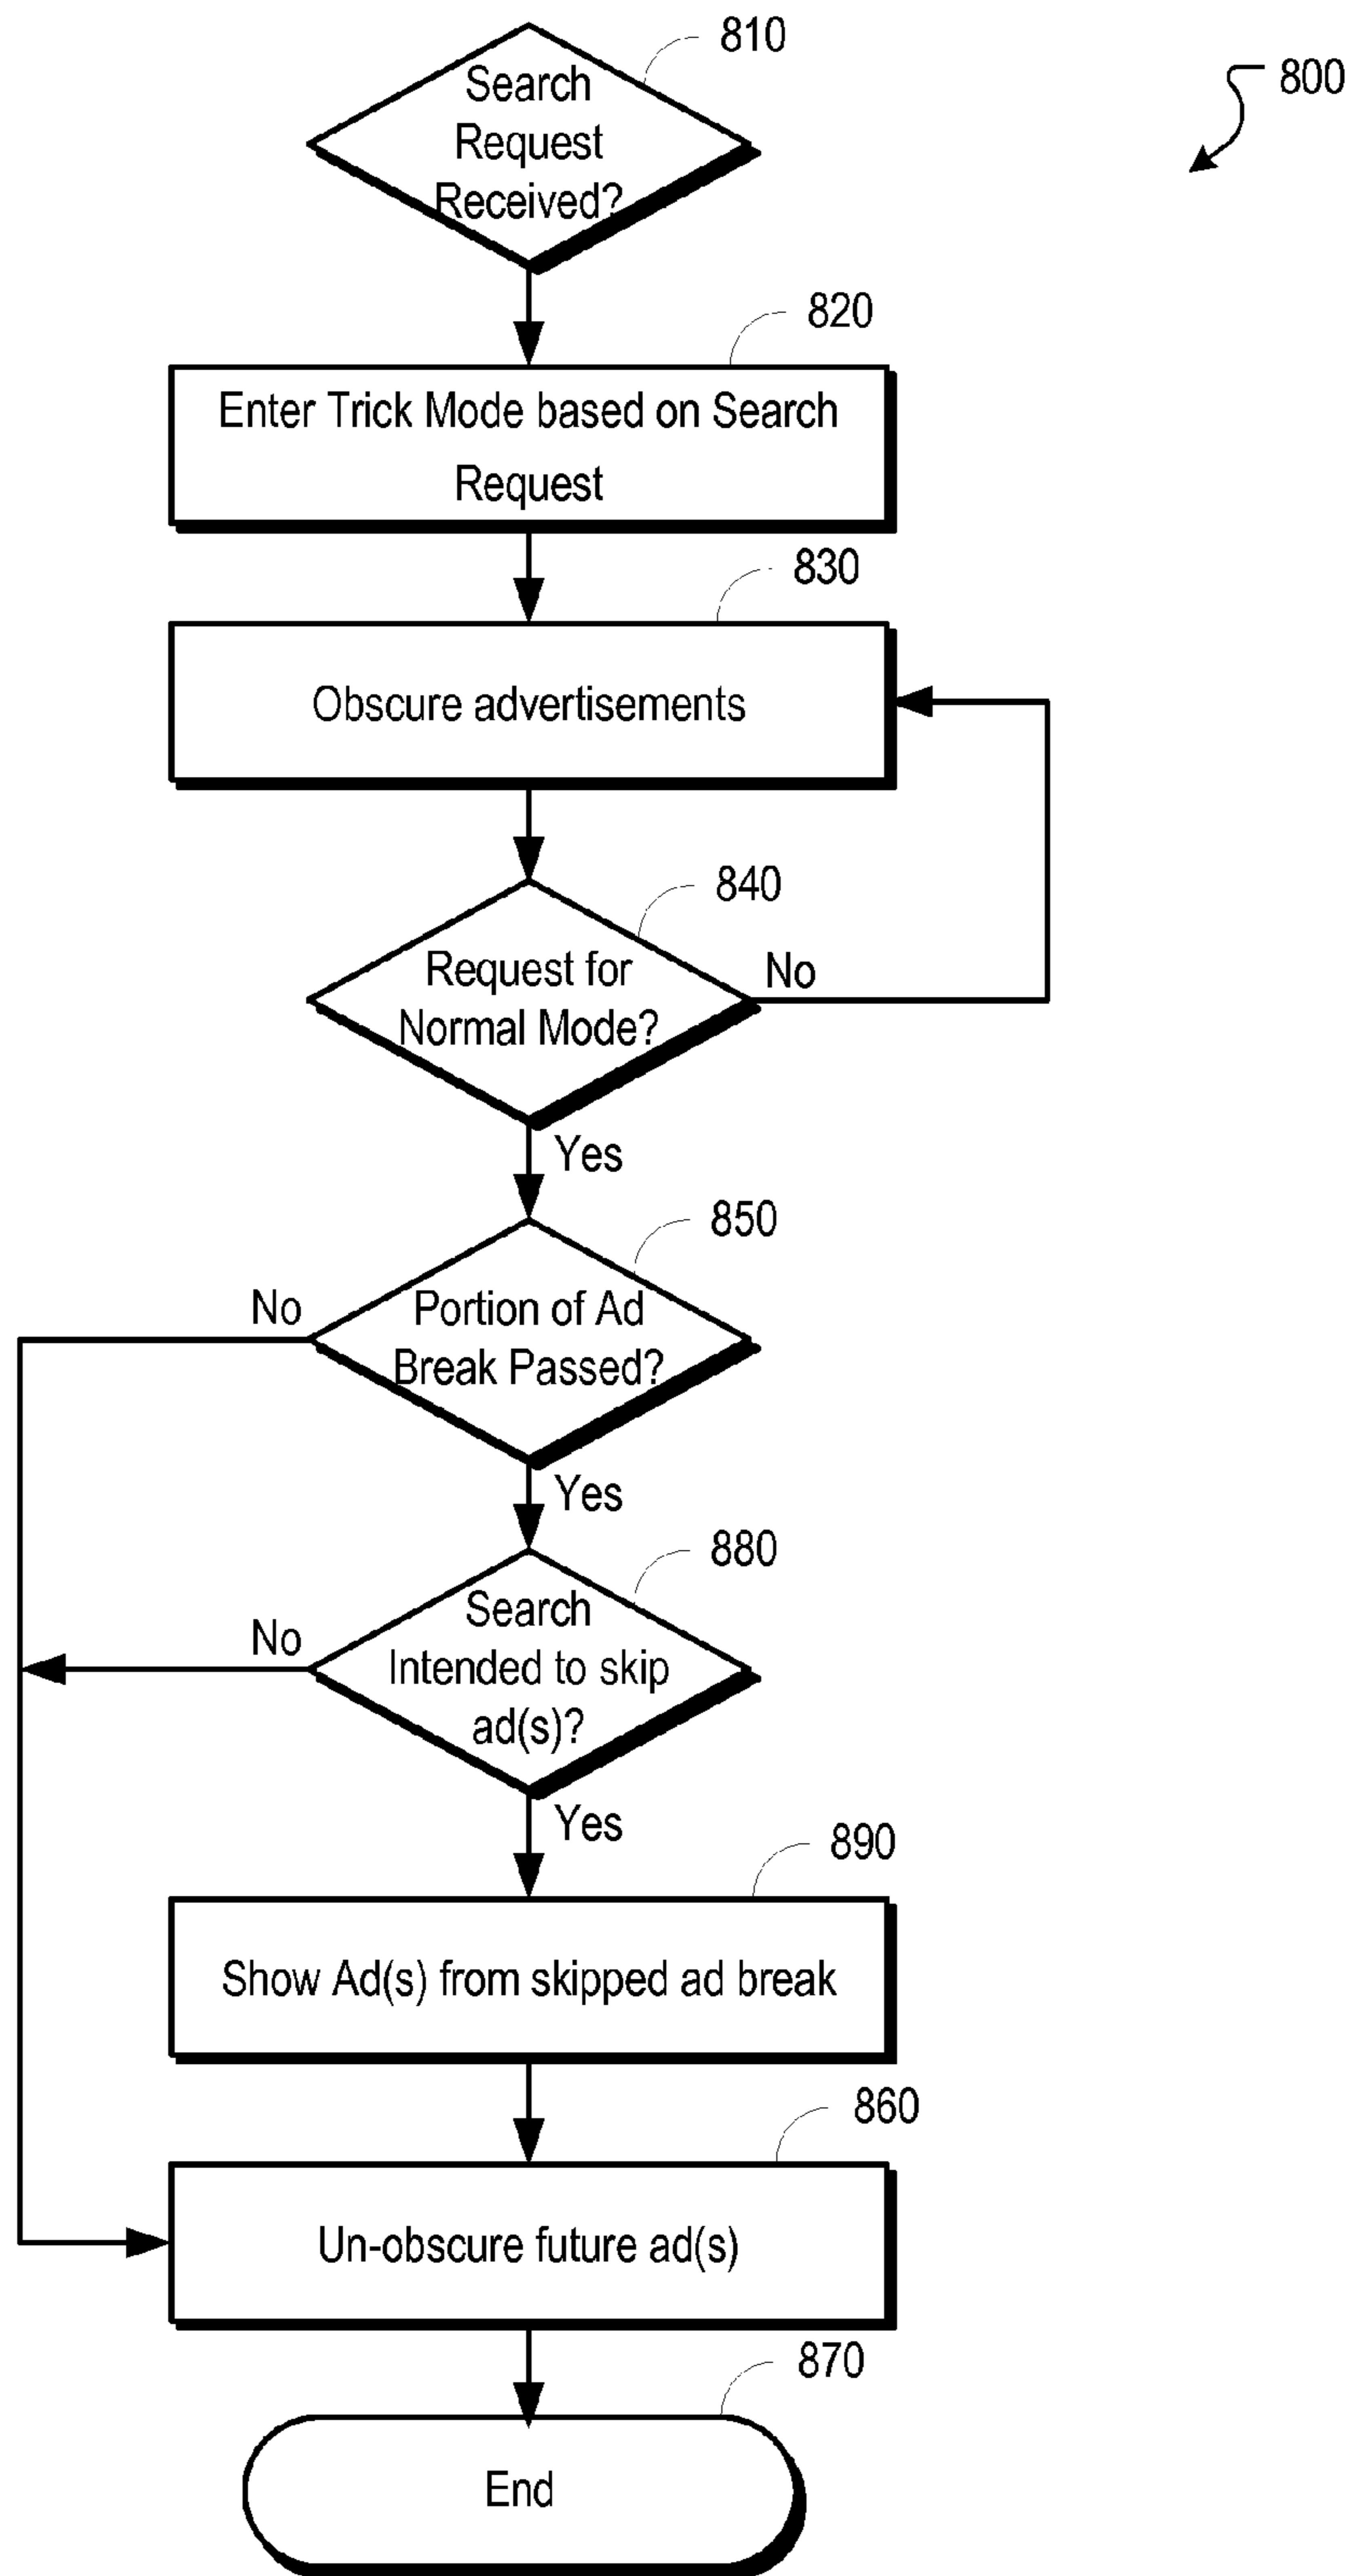 810
800
Search
Request
Received?
820
Enter Trick Mode based on Search
Request
830
Obscure advertisements
840
Request for
Normal Mode?
No
Yes
850
No
Portion of Ad
Break Passed?
Yes
880
No
Search
Intended to skip
ad(s)?
Yes
890
Show Ad(s) from skipped ad break
860
Un-obscure future ad(s)
870
End